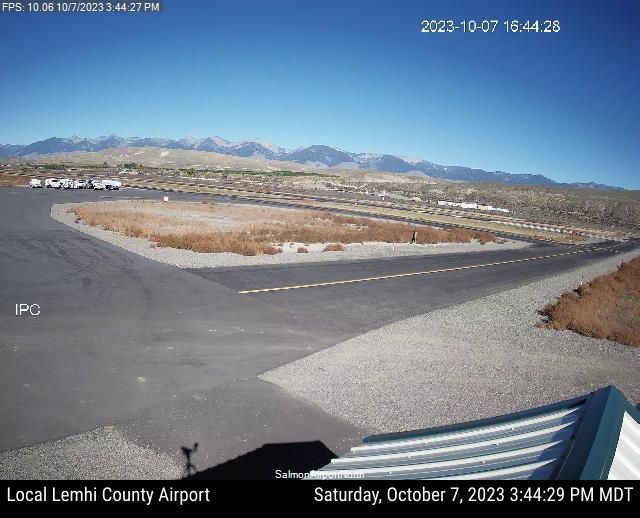 FPS: 10.06 10/7/2023 3:44:27 PM
2023-10-07 16:44:28
IPC
Local Lemhi County Airport
Saturday, October 7, 2023 3:44:29 PM MDT